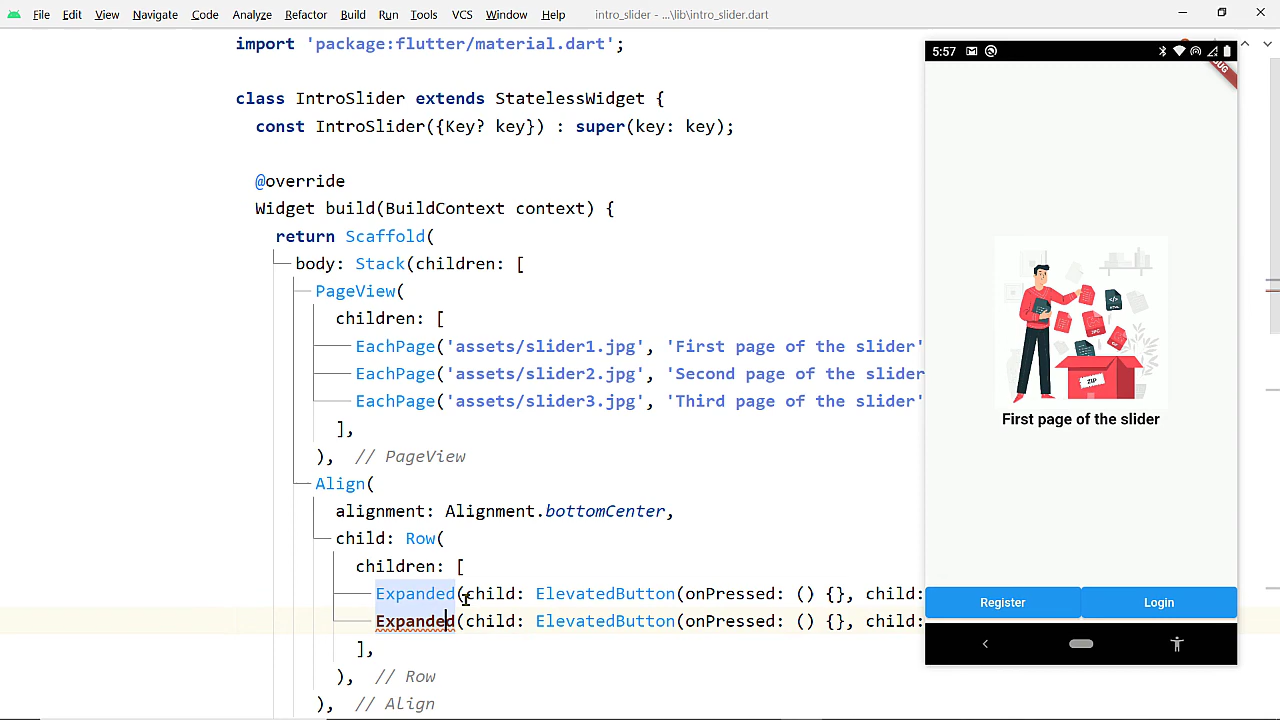 File Edit View Navigate Code Analyze Refactor Build Run Tools VCS Window Help intro_slider - ...\lib\intro_slider.dart
import 'package:flutter/material.dart';
class IntroSlider extends StatelessWidget {
const IntroSlider({Key? key}) : super(key: key);
@override
Widget build(BuildContext context) {
return Scaffold(
body: Stack(children: [
PageView(
children: [
EachPage('assets/slider1.jpg', 'First page of the slider'
EachPage('assets/slider2.jpg', 'Second page of the slider
EachPage('assets/slider3.jpg', 'Third page of the slider'
],
), // PageView
Align(
alignment: Alignment.bottomCenter,
child: Row(
children: [
Expanded(child: ElevatedButton(onPressed: () {}, child:
Expanded(child: ElevatedButton(onPressed: () {}, child:
],
), // Row
), // Align
5:57
ZIP
First page of the slider
Register Login